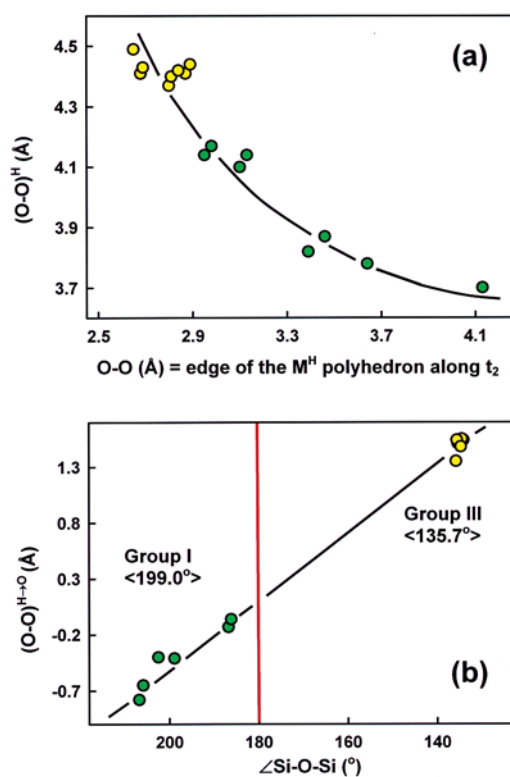 (a)
(O-O)ᴴ (Å)
4.5
4.3
4.1
3.9
3.7
2.5 2.9 3.3 3.7 4.1
O-O (Å) = edge of the Mᴴ polyhedron along t₂
(b)
(O-O)ᴴ→ᴼ (Å)
1.3
0.8
0.3
-0.2
-0.7
Group III
<135.7°>
Group I
<199.0°>
200 180 160 140
∠Si-O-Si (°)